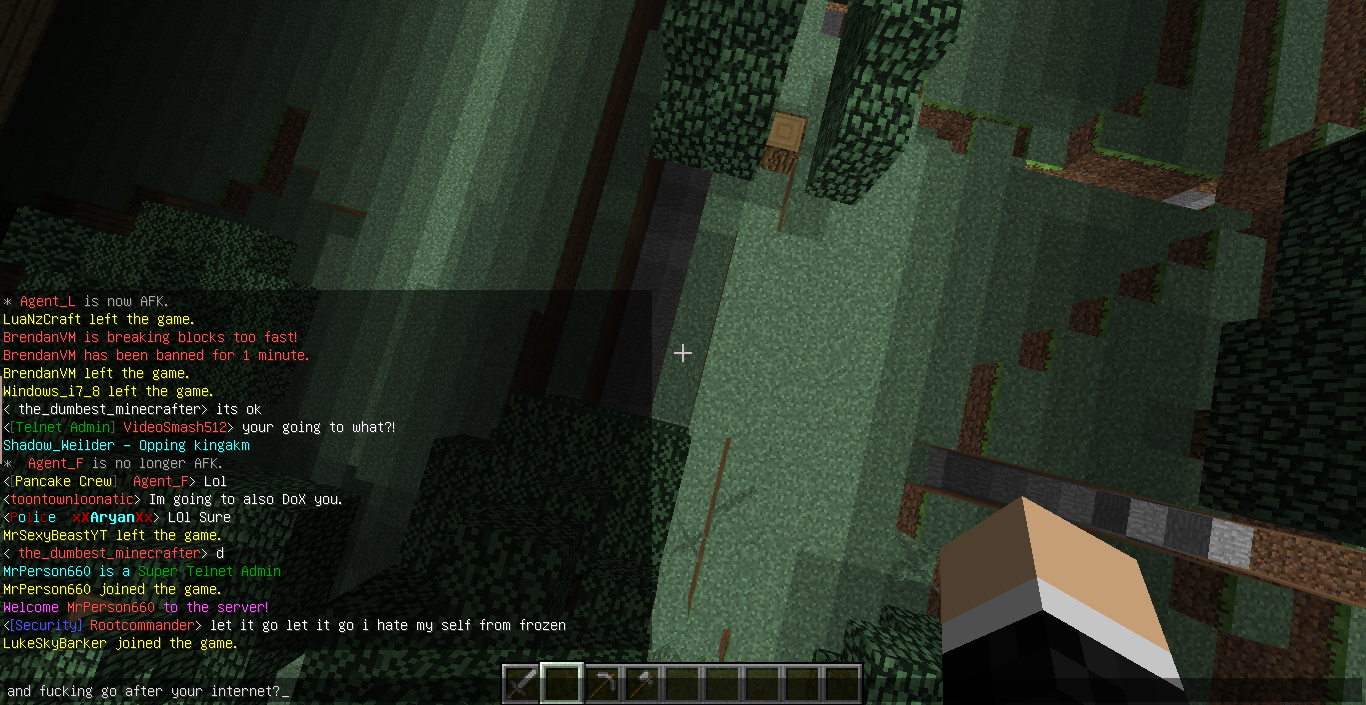 * Agent_L is now AFK.
LuaNzCraft left the game.
BrendanVM is breaking blocks too fast!
BrendanVM has been banned for 1 minute.
BrendanVM left the game.
Windows_i7_8 left the game.
< the_dumbest_minecrafter> its ok
<[Telnet Admin] VideoSmash512> your going to what?!
Shadow_Weilder - Opping kingakm
*  Agent_F is no longer AFK.
<[Pancake Crew]  Agent_F> Lol
<toontownloonatic> Im going to also DoX you.
<Police  xXAryanXx> LOl Sure
MrSexyBeastYT left the game.
< the_dumbest_minecrafter> d
MrPerson660 is a Super Telnet Admin
MrPerson660 joined the game.
Welcome MrPerson660 to the server!
<[Security] Rootcommander> let it go let it go i hate my self from frozen
LukeSkyBarker joined the game.
and fucking go after your internet?_